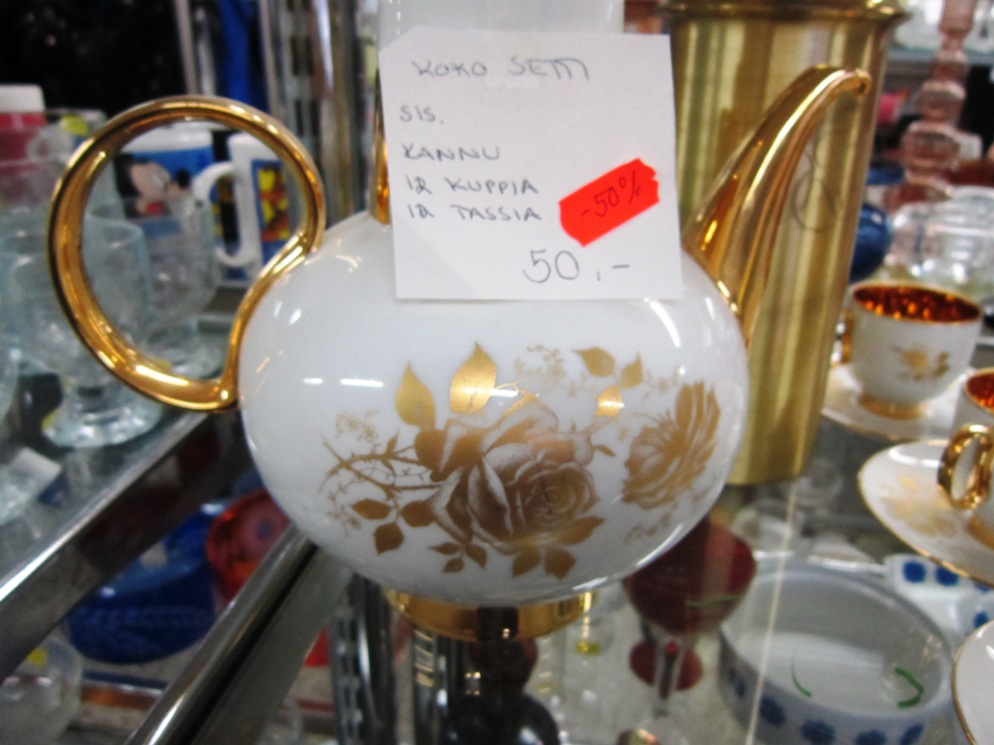 KOKO SETTI
SIS.
KANNU
12 KUPPIA
12 TASSIA
-50%
50.-